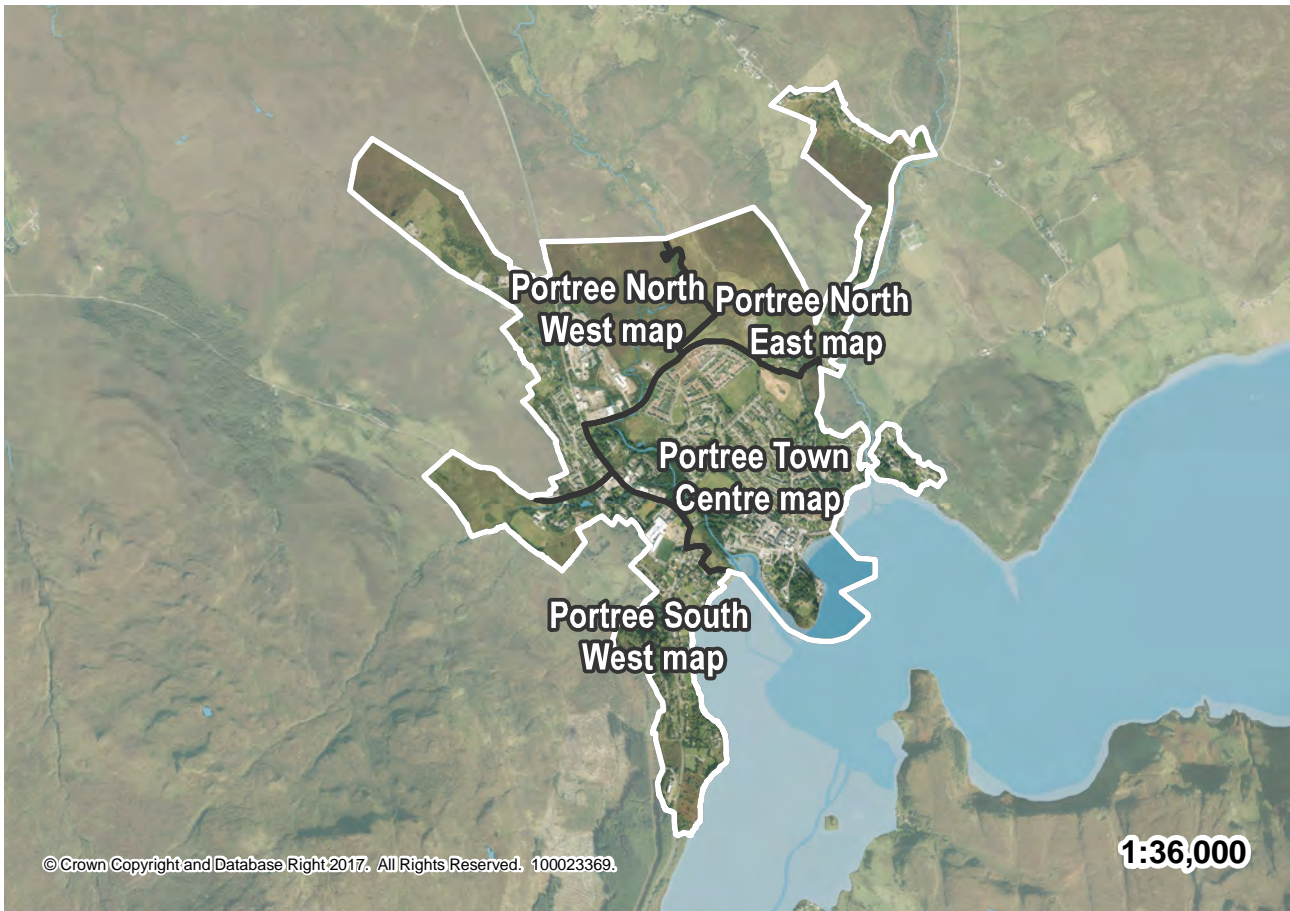 Portree North
West map
Portree North
East map
Portree Town
Centre map
Portree South
West map
© Crown Copyright and Database Right 2017. All Rights Reserved. 100023369.
1:36,000